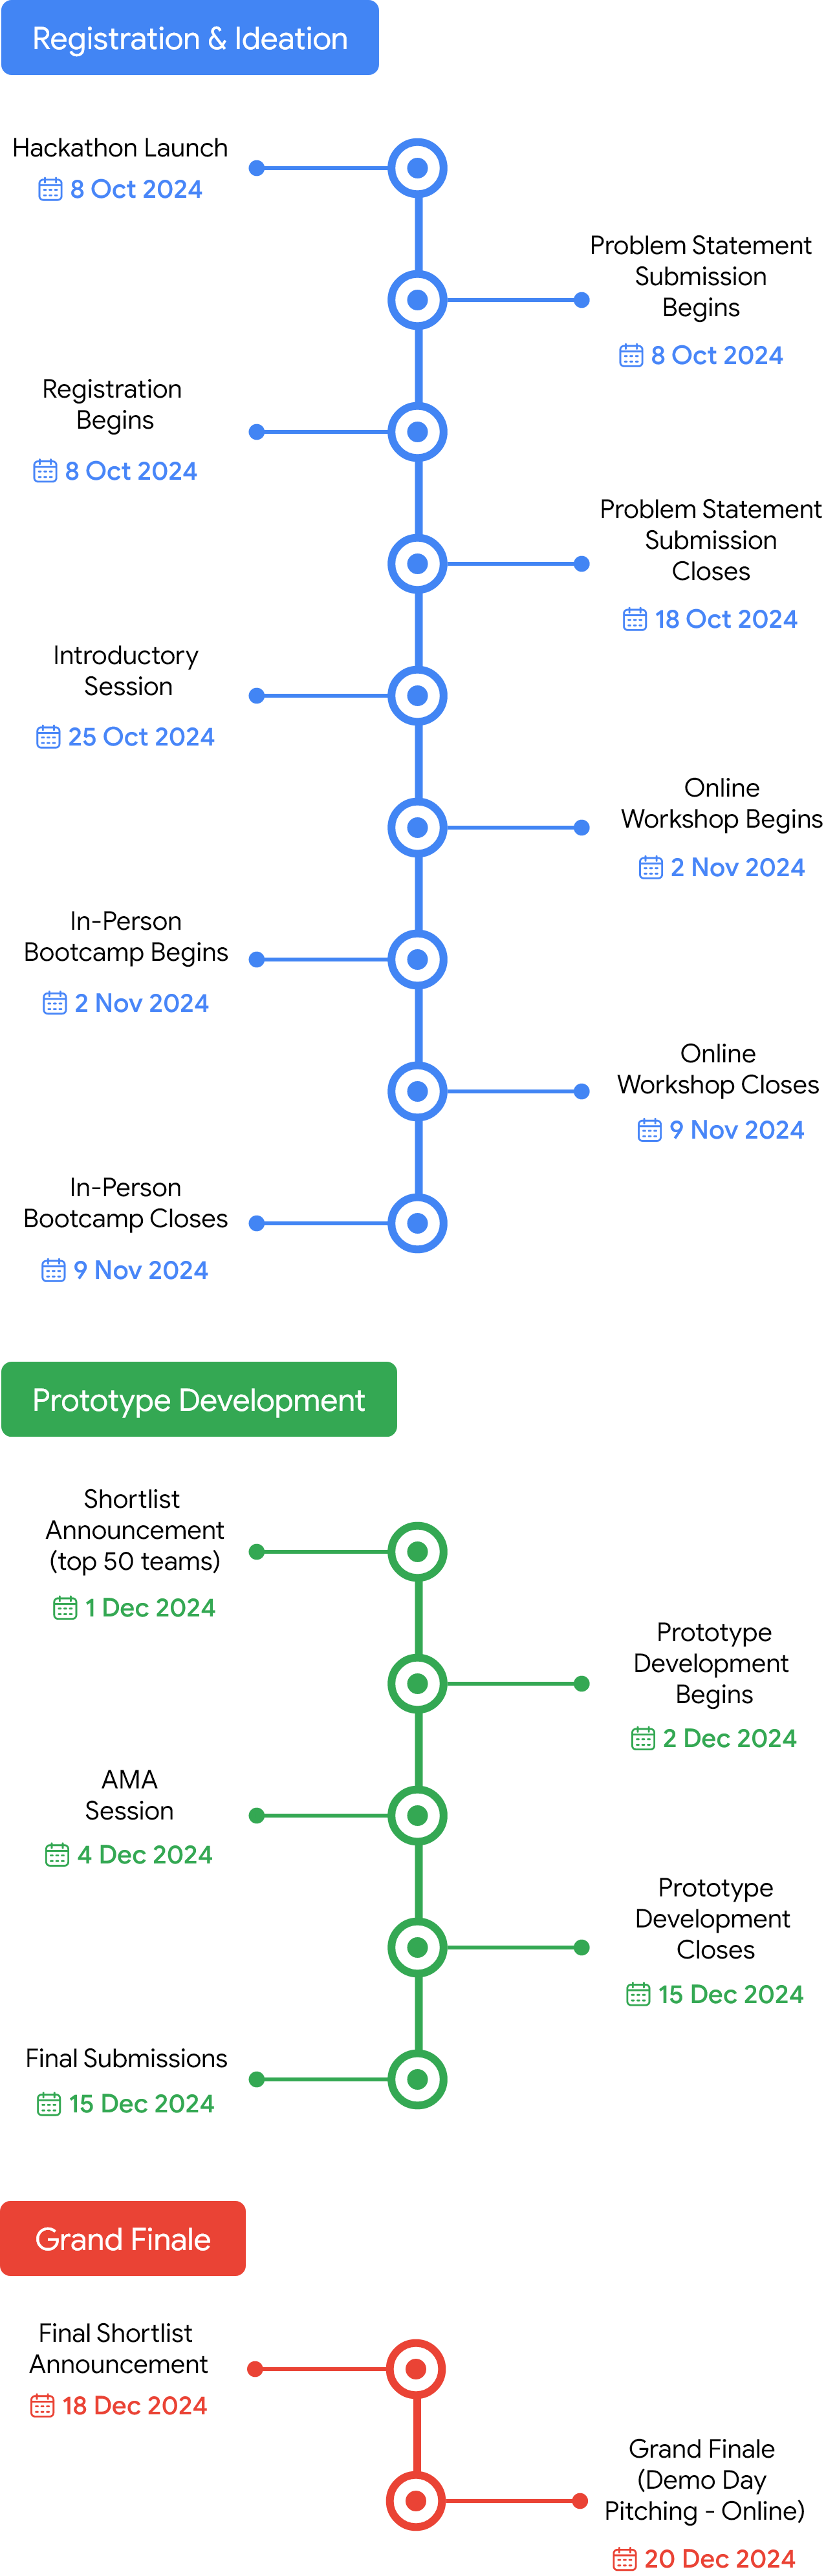 Registration & Ideation
Hackathon Launch
8 Oct 2024
Problem Statement
Submission
Begins
8 Oct 2024
Registration
Begins
8 Oct 2024
Problem Statement
Submission
Closes
18 Oct 2024
Introductory
Session
25 Oct 2024
Online
Workshop Begins
2 Nov 2024
In-Person
Bootcamp Begins
2 Nov 2024
Online
Workshop Closes
9 Nov 2024
In-Person
Bootcamp Closes
9 Nov 2024
Prototype Development
Shortlist
Announcement
(top 50 teams)
1 Dec 2024
Prototype
Development
Begins
2 Dec 2024
AMA
Session
4 Dec 2024
Prototype
Development
Closes
15 Dec 2024
Final Submissions
15 Dec 2024
Grand Finale
Final Shortlist
Announcement
18 Dec 2024
Grand Finale
(Demo Day
Pitching - Online)
20 Dec 2024